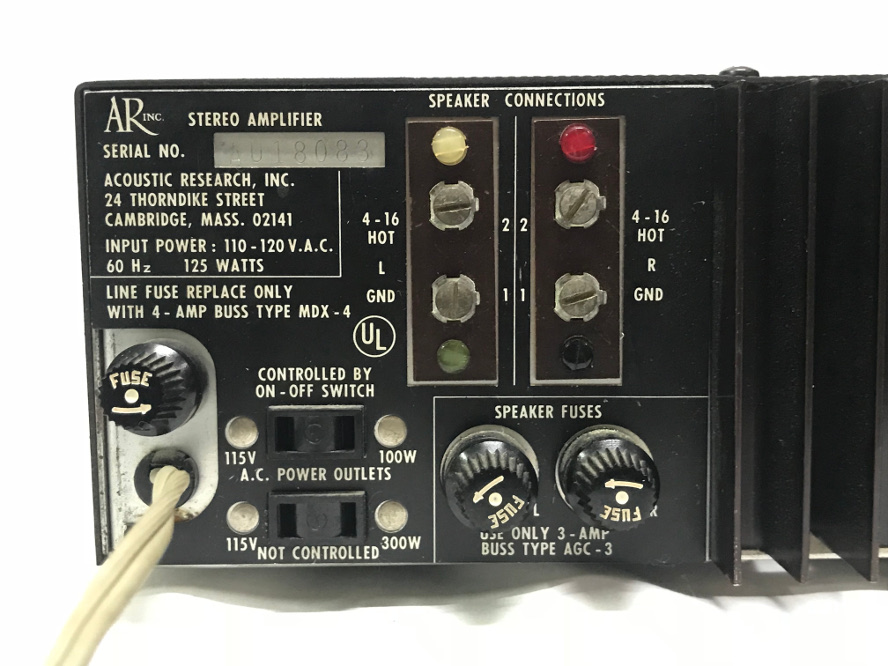 AR INC. STEREO AMPLIFIER
SERIAL NO. 018083
ACOUSTIC RESEARCH, INC.
24 THORNDIKE STREET
CAMBRIDGE, MASS. 02141
INPUT POWER : 110-120 V.A.C.
60 Hz 125 WATTS
LINE FUSE REPLACE ONLY
WITH 4-AMP BUSS TYPE MDX-4
UL
FUSE
CONTROLLED BY
ON-OFF SWITCH
115V 100W
A.C. POWER OUTLETS
115V 300W
NOT CONTROLLED
SPEAKER CONNECTIONS
4-16 2 2 4-16
HOT HOT
L R
GND 1 1 GND
SPEAKER FUSES
FUSE L FUSE R
USE ONLY 3-AMP
BUSS TYPE AGC-3